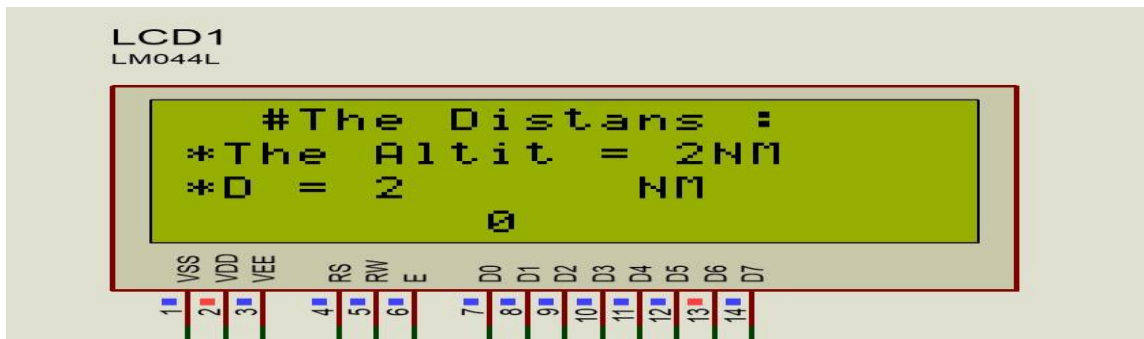 LCD1
LM044L
#The Distans :
*The Altit = 2NM
*D = 2 NM
0
VSS VDD VEE RS RW E D0 D1 D2 D3 D4 D5 D6 D7
1 2 3 4 5 6 7 8 9 10 11 12 13 14